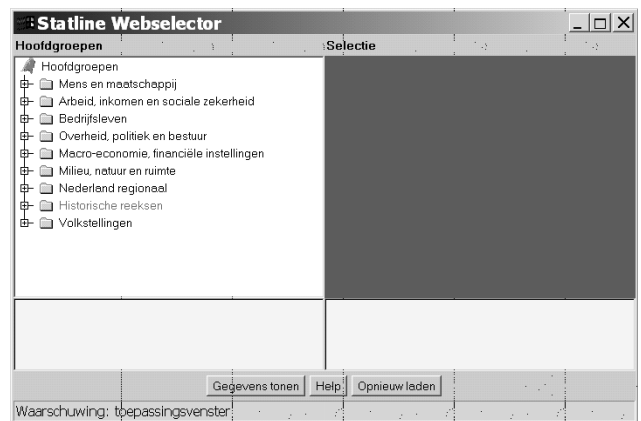 Statline Webselector
Hoofdgroepen Selectie
Hoofdgroepen
Mens en maatschappij
Arbeid, inkomen en sociale zekerheid
Bedrijfsleven
Overheid, politiek en bestuur
Macro-economie, financiële instellingen
Milieu, natuur en ruimte
Nederland regionaal
Historische reeksen
Volkstellingen
Gegevens tonen Help Opnieuw laden
Waarschuwing: toepassingsvenster